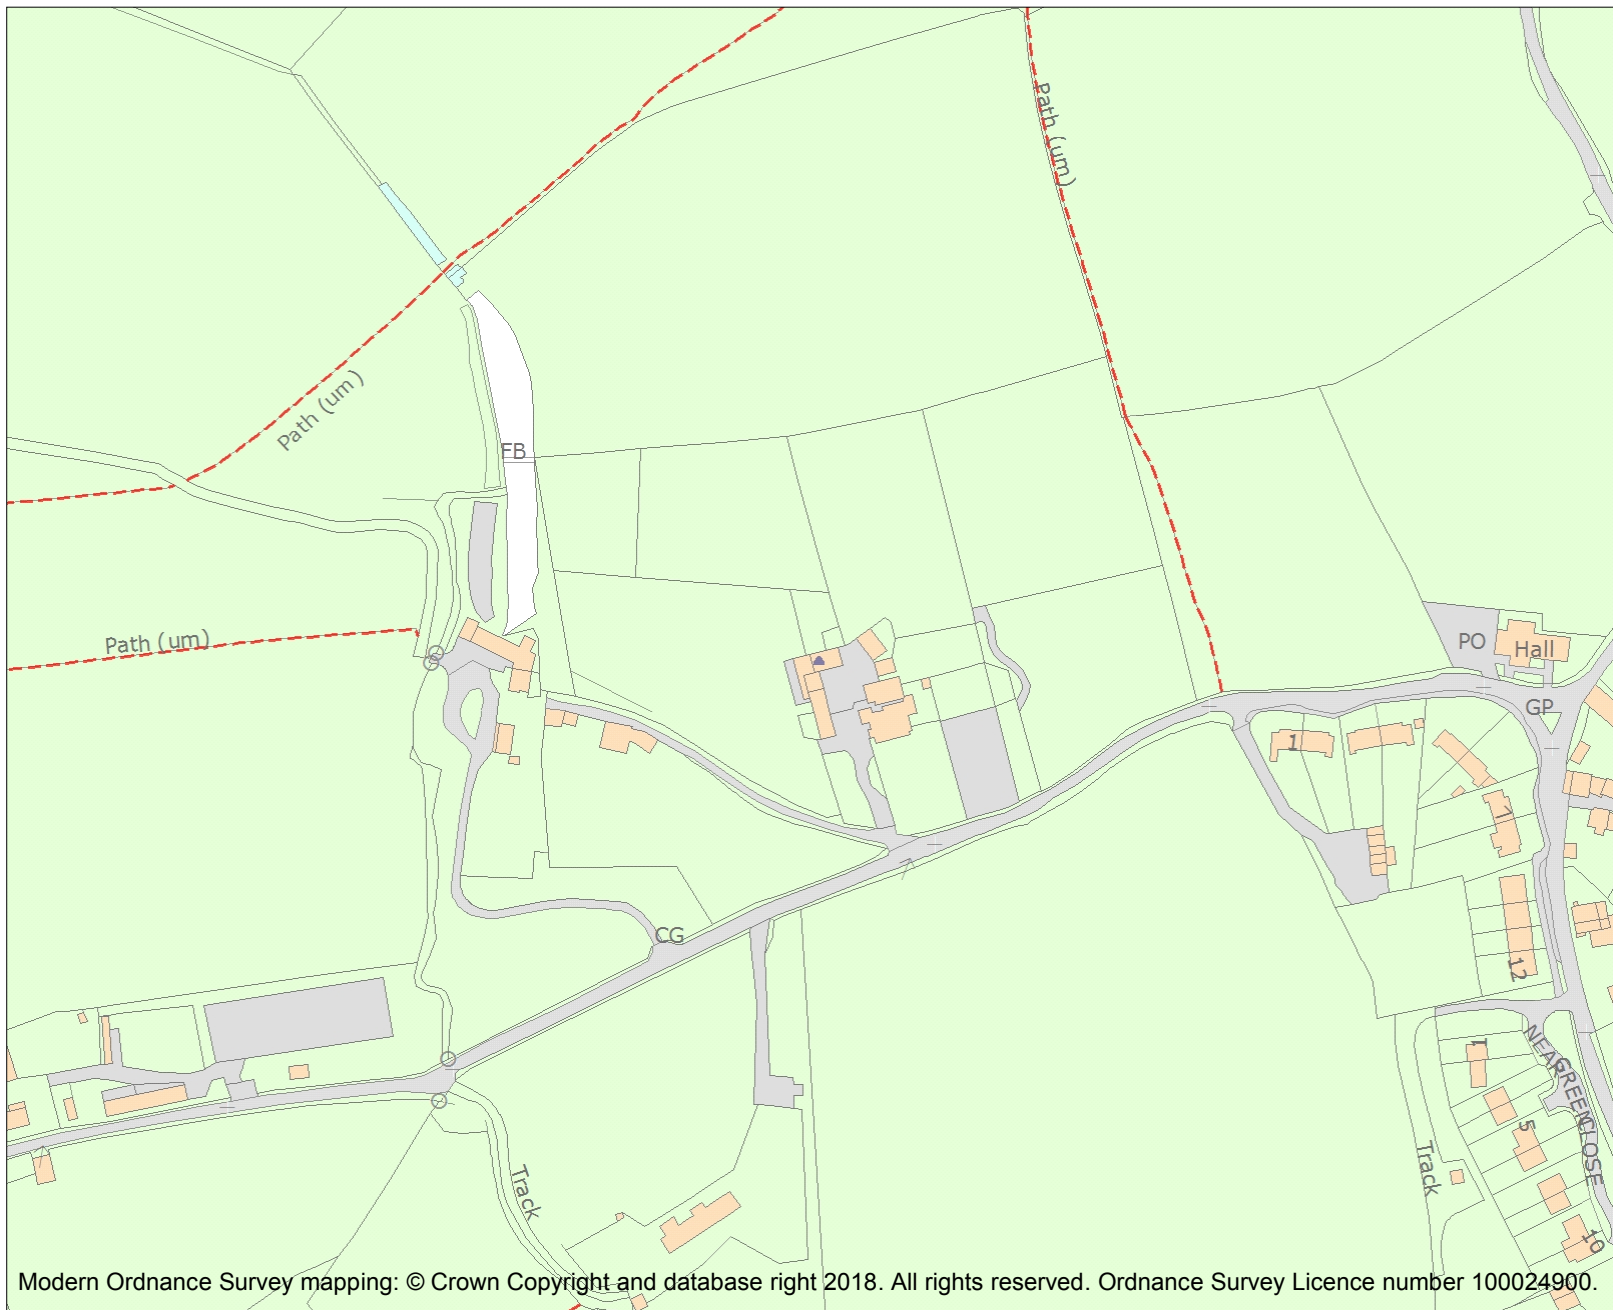 Path (um)
Path (um)
FB
Path (um)
PO
Hall
GP
1
7
CG
12
NEAR GREEN CLOSE
1
5
Track
Track
10
Modern Ordnance Survey mapping: © Crown Copyright and database right 2018. All rights reserved. Ordnance Survey Licence number 100024900.